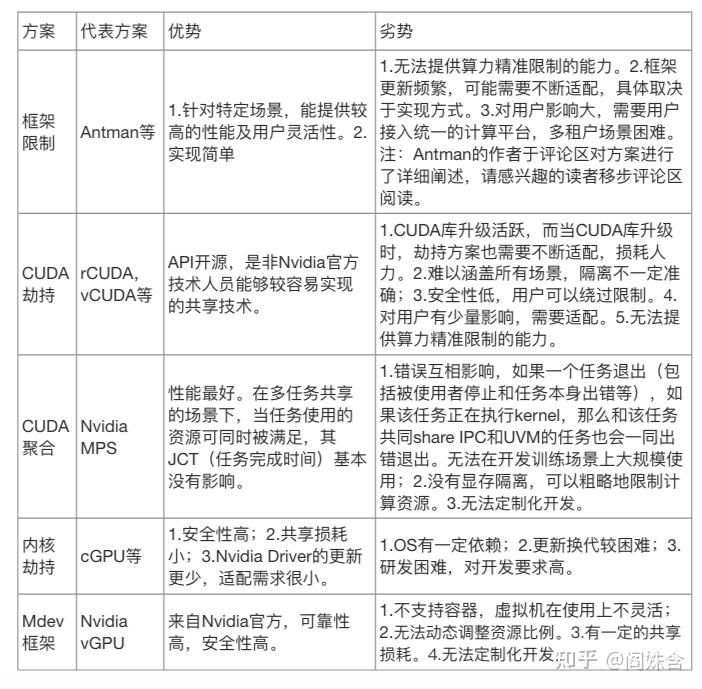 方案
代表方案
优势
劣势
框架
限制
Antman等
1.针对特定场景，能提供较
高的性能及用户灵活性。2.
实现简单
1.无法提供算力精准限制的能力。2.框架
更新频繁，可能需要不断适配，具体取决
于实现方式。3.对用户影响大，需要用户
接入统一的计算平台，多租户场景困难。
注：Antman的作者于评论区对方案进行
了详细阐述，请感兴趣的读者移步评论区
阅读。
CUDA
劫持
rCUDA,
vCUDA等
API开源，是非Nvidia官方
技术人员能够较容易实现
的共享技术。
1.CUDA库升级活跃，而当CUDA库升级
时，劫持方案也需要不断适配，损耗人
力。2.难以涵盖所有场景，隔离不一定准
确；3.安全性低，用户可以绕过限制。4.
对用户有少量影响，需要适配。5.无法提
供算力精准限制的能力。
CUDA
聚合
Nvidia
MPS
性能最好。在多任务共享
的场景下，当任务使用的
资源可同时被满足，其
JCT（任务完成时间）基本
没有影响。
1.错误互相影响，如果一个任务退出（包
括被使用者停止和任务本身出错等），如
果该任务正在执行kernel，那么和该任务
共同share IPC和UVM的任务也会一同出
错退出。无法在开发训练场景上大规模使
用；2.没有显存隔离，可以粗略地限制计
算资源。3.无法定制化开发。
内核
劫持
cGPU等
1.安全性高；2.共享损耗
小；3.Nvidia Driver的更新
更少，适配需求很小。
1.OS有一定依赖；2.更新换代较困难；3.
研发困难，对开发要求高。
Mdev
框架
Nvidia
vGPU
来自Nvidia官方，可靠性
高，安全性高。
1.不支持容器，虚拟机在使用上不灵活；
2.无法动态调整资源比例。3.有一定的共享
损耗。4.无法定制化开发.
知乎 @阎姝含